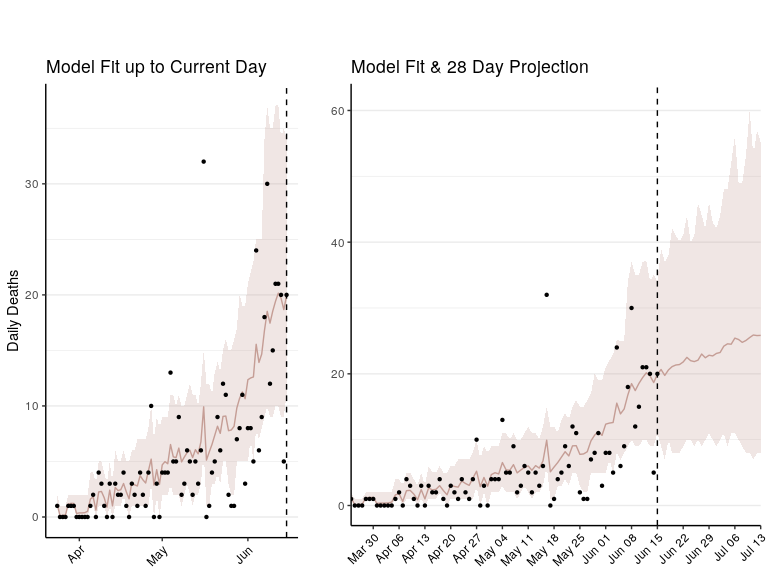 Model Fit up to Current Day
Daily Deaths
30
20
10
0
Apr
May
Jun
Model Fit & 28 Day Projection
60
40
20
0
Mar 30
Apr 06
Apr 13
Apr 20
Apr 27
May 04
May 11
May 18
May 25
Jun 01
Jun 08
Jun 15
Jun 22
Jun 29
Jul 06
Jul 13